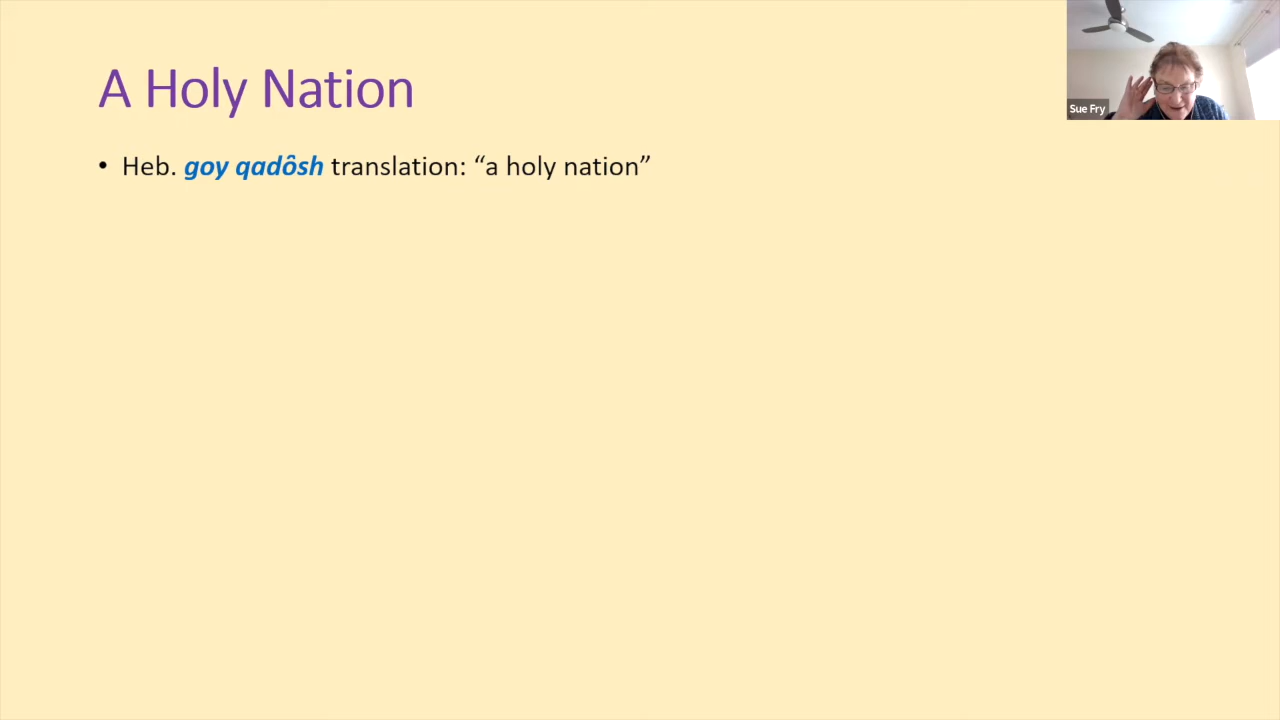 A Holy Nation
Sue Fry
• Heb. goy qadôsh translation: “a holy nation”